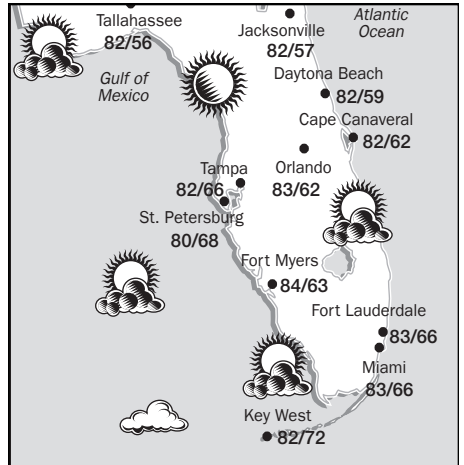 Tallahassee
82/56
Jacksonville
82/57
Atlantic
Ocean
Gulf of
Mexico
Daytona Beach
82/59
Cape Canaveral
82/62
Tampa
82/66
Orlando
83/62
St. Petersburg
80/68
Fort Myers
84/63
Fort Lauderdale
83/66
Miami
83/66
Key West
82/72